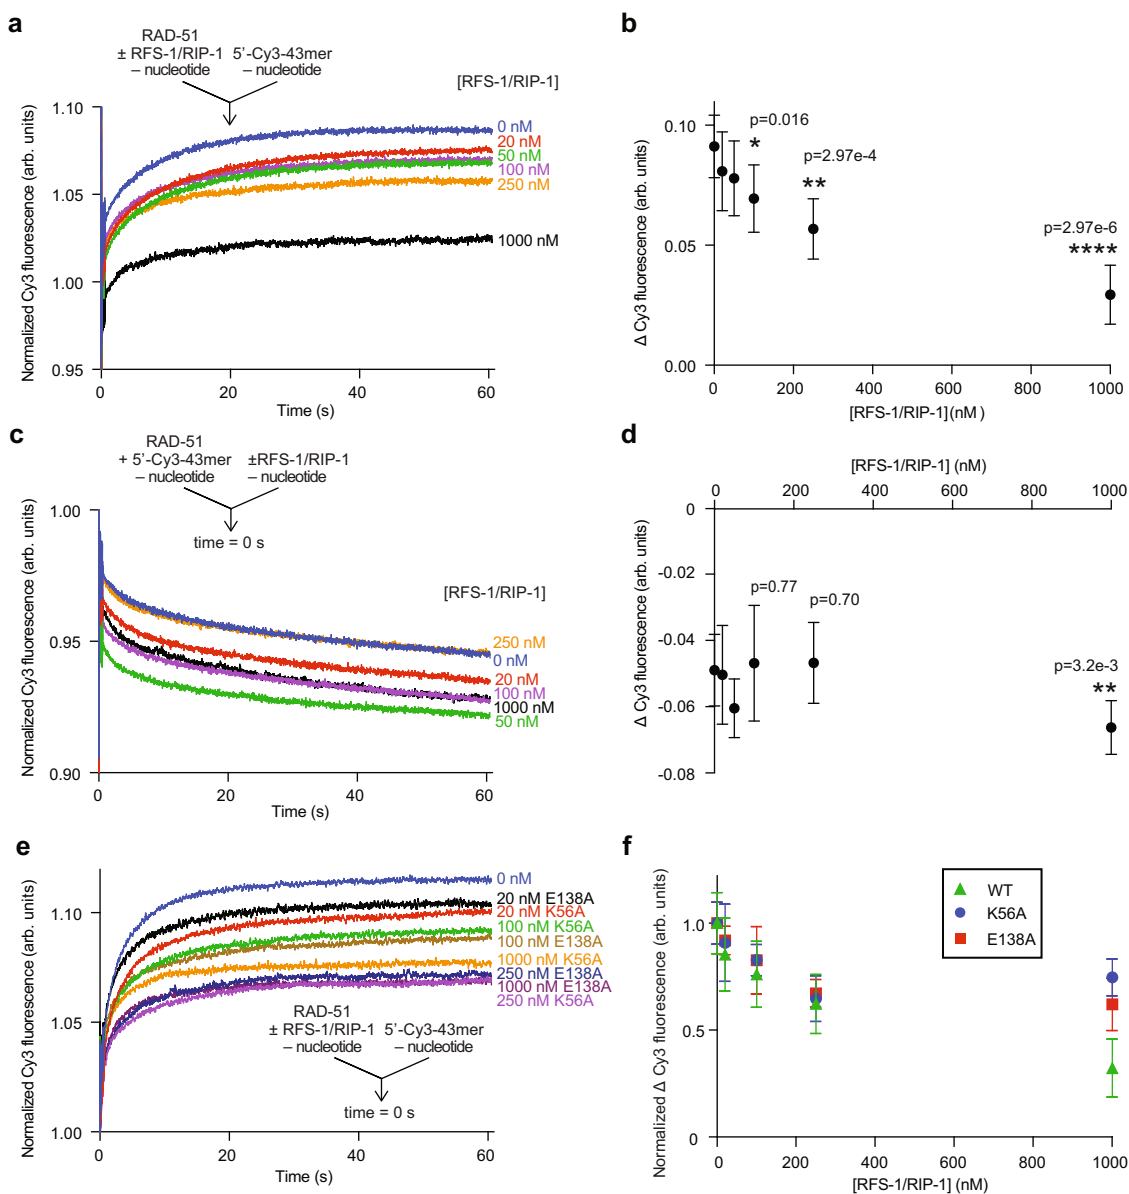 a
RAD-51
± RFS-1/RIP-1 5'-Cy3-43mer
– nucleotide – nucleotide
[RFS-1/RIP-1]
Normalized Cy3 fluorescence (arb. units)
1.10
1.05
1.00
0.95
0 nM
20 nM
50 nM
100 nM
250 nM
1000 nM
0 20 40 60
Time (s)
b
Δ Cy3 fluorescence (arb. units)
0.10
0.05
0.00
p=0.016
*
p=2.97e-4
**
p=2.97e-6
****
0 200 400 600 800 1000
[RFS-1/RIP-1](nM )
c
RAD-51
+ 5'-Cy3-43mer ±RFS-1/RIP-1
– nucleotide – nucleotide
time = 0 s
[RFS-1/RIP-1]
Normalized Cy3 fluorescence (arb. units)
1.00
0.95
0.90
250 nM
0 nM
20 nM
100 nM
1000 nM
50 nM
0 20 40 60
Time (s)
d
[RFS-1/RIP-1] (nM)
0 200 400 600 800 1000
Δ Cy3 fluorescence (arb. units)
0
-0.02
-0.04
-0.06
-0.08
p=0.77
p=0.70
p=3.2e-3
**
e
Normalized Cy3 fluorescence (arb. units)
1.10
1.05
1.00
0 nM
20 nM E138A
20 nM K56A
100 nM K56A
100 nM E138A
1000 nM K56A
250 nM E138A
1000 nM E138A
250 nM K56A
RAD-51
± RFS-1/RIP-1 5'-Cy3-43mer
– nucleotide – nucleotide
time = 0 s
0 20 40 60
Time (s)
f
Normalized Δ Cy3 fluorescence (arb. units)
1.0
0.5
0
WT
K56A
E138A
0 200 400 600 800 1000
[RFS-1/RIP-1] (nM)